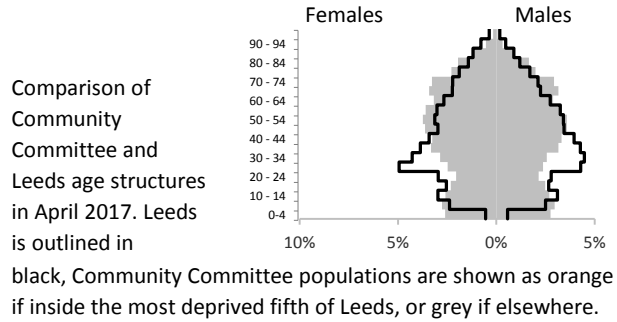 Females Males
90 - 94
80 - 84
70 - 74
60 - 64
50 - 54
40 - 44
30 - 34
20 - 24
10 - 14
0-4
10% 5% 0% 5%
Comparison of
Community
Committee and
Leeds age structures
in April 2017. Leeds
is outlined in
black, Community Committee populations are shown as orange
if inside the most deprived fifth of Leeds, or grey if elsewhere.